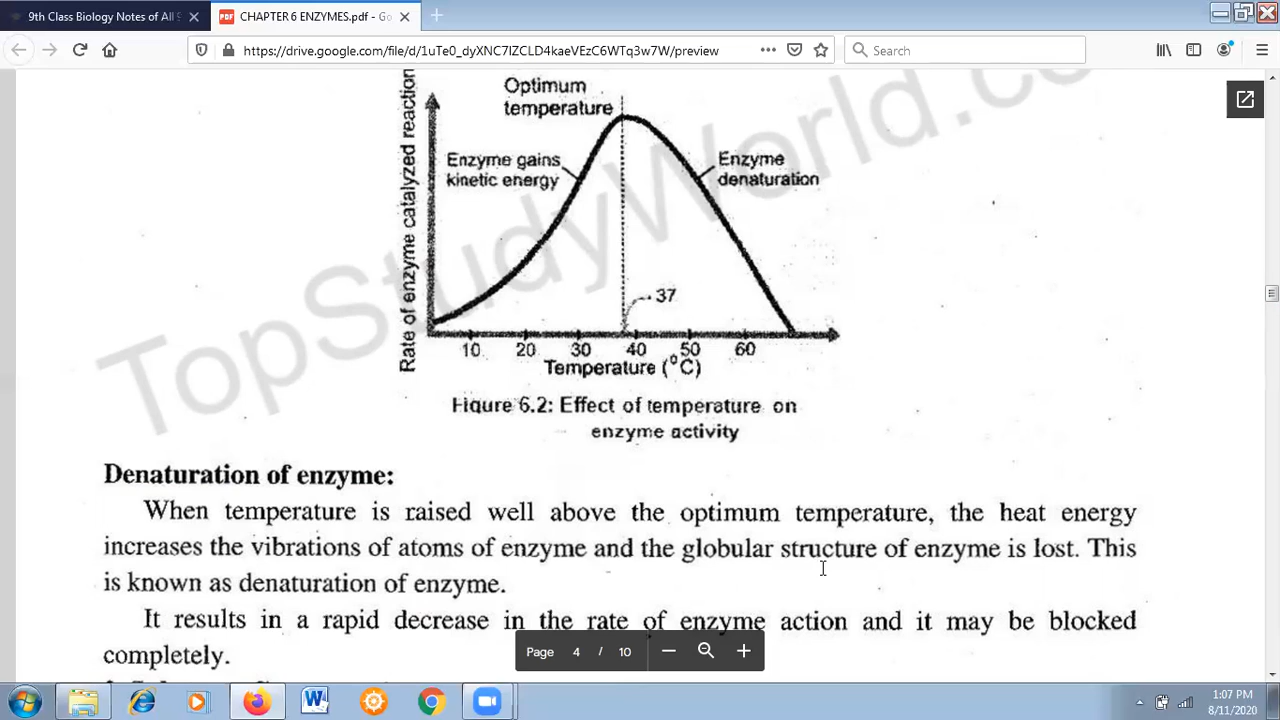 9th Class Biology Notes of All 9
CHAPTER 6 ENZYMES.pdf - Go
https://drive.google.com/file/d/1uTe0_dyXNC7IZCLD4kaeVEzC6WTq3w7W/preview
Search
TopStudyWorld.co
Rate of enzyme catalyzed reaction
Optimum
temperature
Enzyme gains
kinetic energy
Enzyme
denaturation
37
10 20 30 40 50 60
Temperature (°C)
Figure 6.2: Effect of temperature on
enzyme activity
Denaturation of enzyme:
When temperature is raised well above the optimum temperature, the heat energy
increases the vibrations of atoms of enzyme and the globular structure of enzyme is lost. This
is known as denaturation of enzyme.
It results in a rapid decrease in the rate of enzyme action and it may be blocked
completely.
Page 4 / 10
1:07 PM
8/11/2020